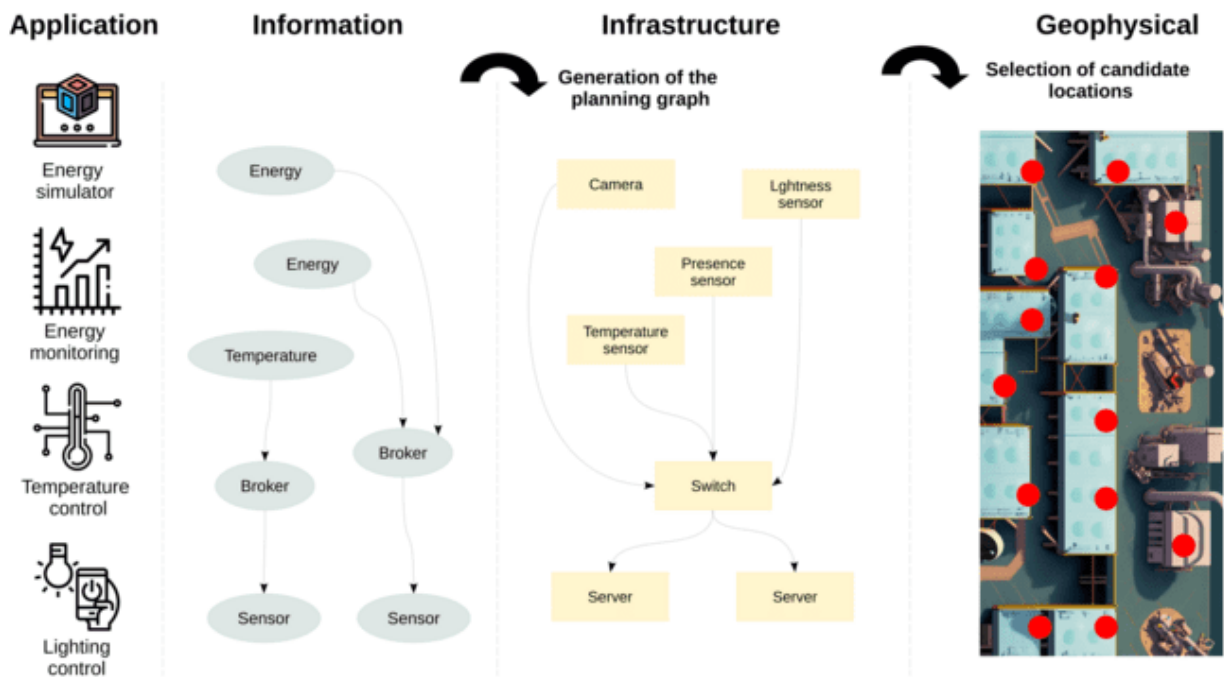 Application
Information
Infrastructure
Geophysical
Generation of the
planning graph
Selection of candidate
locations
Energy
simulator
Energy
monitoring
Temperature
control
Lighting
control
Energy
Energy
Temperature
Broker
Broker
Sensor
Sensor
Camera
Lghtness
sensor
Presence
sensor
Temperature
sensor
Switch
Server
Server